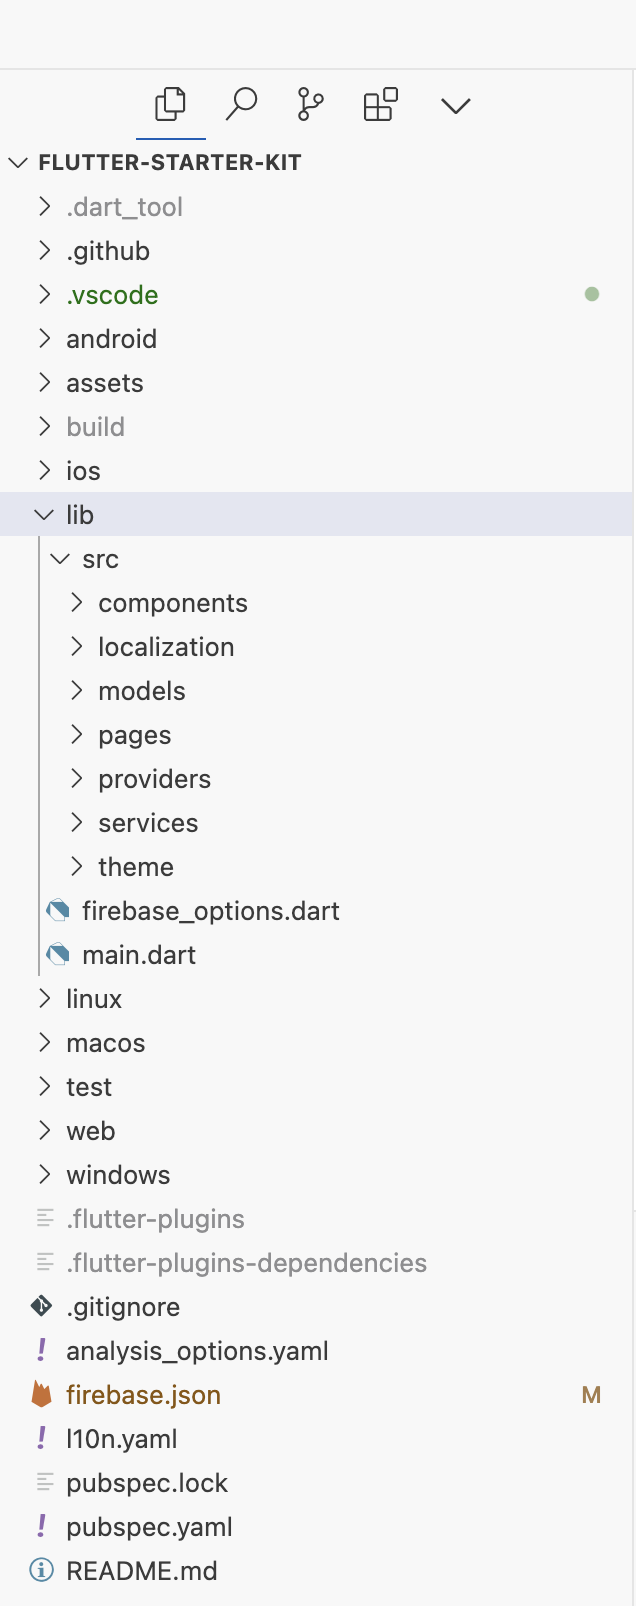 FLUTTER-STARTER-KIT
.dart_tool
.github
.vscode
android
assets
build
ios
lib
src
components
localization
models
pages
providers
services
theme
firebase_options.dart
main.dart
linux
macos
test
web
windows
.flutter-plugins
.flutter-plugins-dependencies
.gitignore
analysis_options.yaml
firebase.json M
l10n.yaml
pubspec.lock
pubspec.yaml
README.md